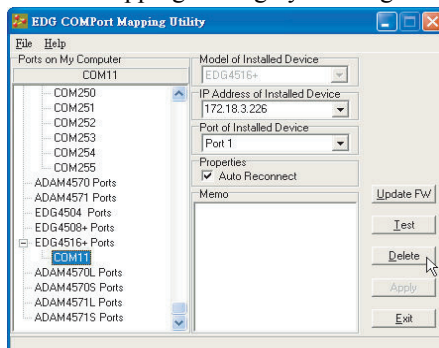 EDG COMPort Mapping Utility
File Help
Ports on My Computer
COM11
COM250
COM251
COM252
COM253
COM254
COM255
ADAM4570 Ports
ADAM4571 Ports
EDG4504 Ports
EDG4508+ Ports
EDG4516+ Ports
COM11
ADAM4570L Ports
ADAM4570S Ports
ADAM4571L Ports
ADAM4571S Ports
Model of Installed Device
EDG4516+
IP Address of Installed Device
172.18.3.226
Port of Installed Device
Port 1
Properties
Auto Reconnect
Memo
Update FW
Test
Delete
Apply
Exit